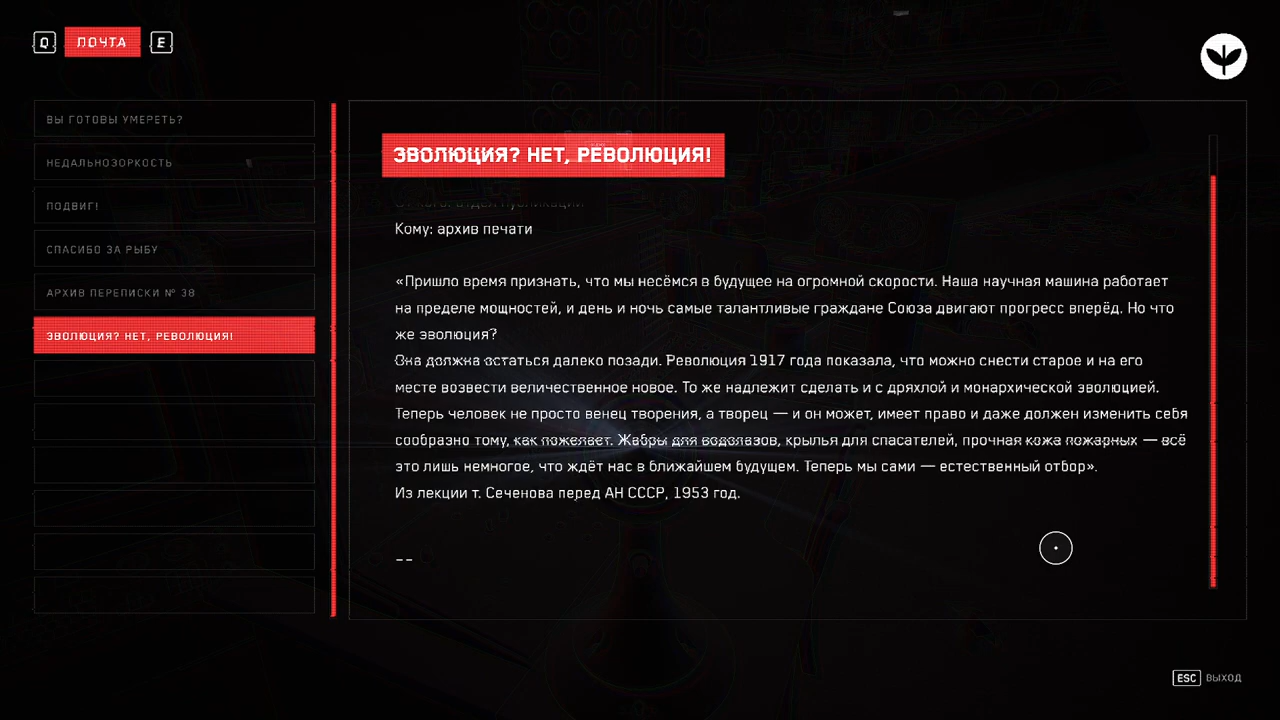 Q ПОЧТА E
ВЫ ГОТОВЫ УМЕРЕТЬ?
НЕДАЛЬНОЗОРКОСТЬ
ПОДВИГ!
СПАСИБО ЗА РЫБУ
АРХИВ ПЕРЕПИСКИ № 38
ЭВОЛЮЦИЯ? НЕТ, РЕВОЛЮЦИЯ!
ЭВОЛЮЦИЯ? НЕТ, РЕВОЛЮЦИЯ!
От кого: отдел публикации
Кому: архив печати
«Пришло время признать, что мы несёмся в будущее на огромной скорости. Наша научная машина работает
на пределе мощностей, и день и ночь самые талантливые граждане Союза двигают прогресс вперёд. Но что
же эволюция?
Она должна остаться далеко позади. Революция 1917 года показала, что можно снести старое и на его
месте возвести величественное новое. То же надлежит сделать и с дряхлой и монархической эволюцией.
Теперь человек не просто венец творения, а творец — и он может, имеет право и даже должен изменить себя
сообразно тому, как пожелает. Жабры для водолазов, крылья для спасателей, прочная кожа пожарных — всё
это лишь немногое, что ждёт нас в ближайшем будущем. Теперь мы сами — естественный отбор».
Из лекции т. Сеченова перед АН СССР, 1953 год.
--
ESC ВЫХОД